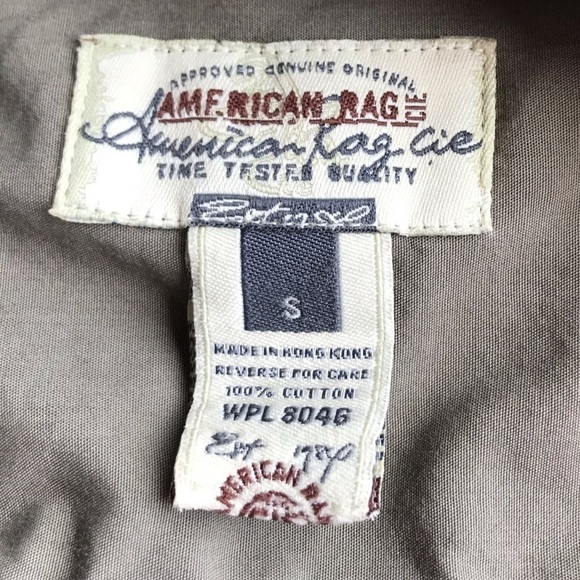 APPROVED GENUINE ORIGINAL
AMERICAN RAG CIE
American Rag Cie
TIME TESTED QUALITY
S
MADE IN HONG KONG
REVERSE FOR CARE
100% COTTON
WPL 8046
Est 1984
AMERICAN RAG